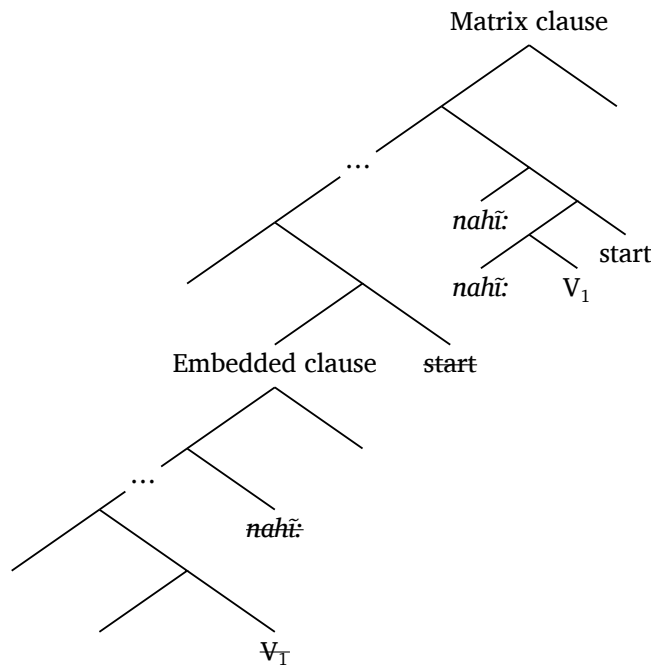 Matrix clause
...
nahĩ:
start
nahĩ: V₁
Embedded clause start
...
nahĩ:
V₁